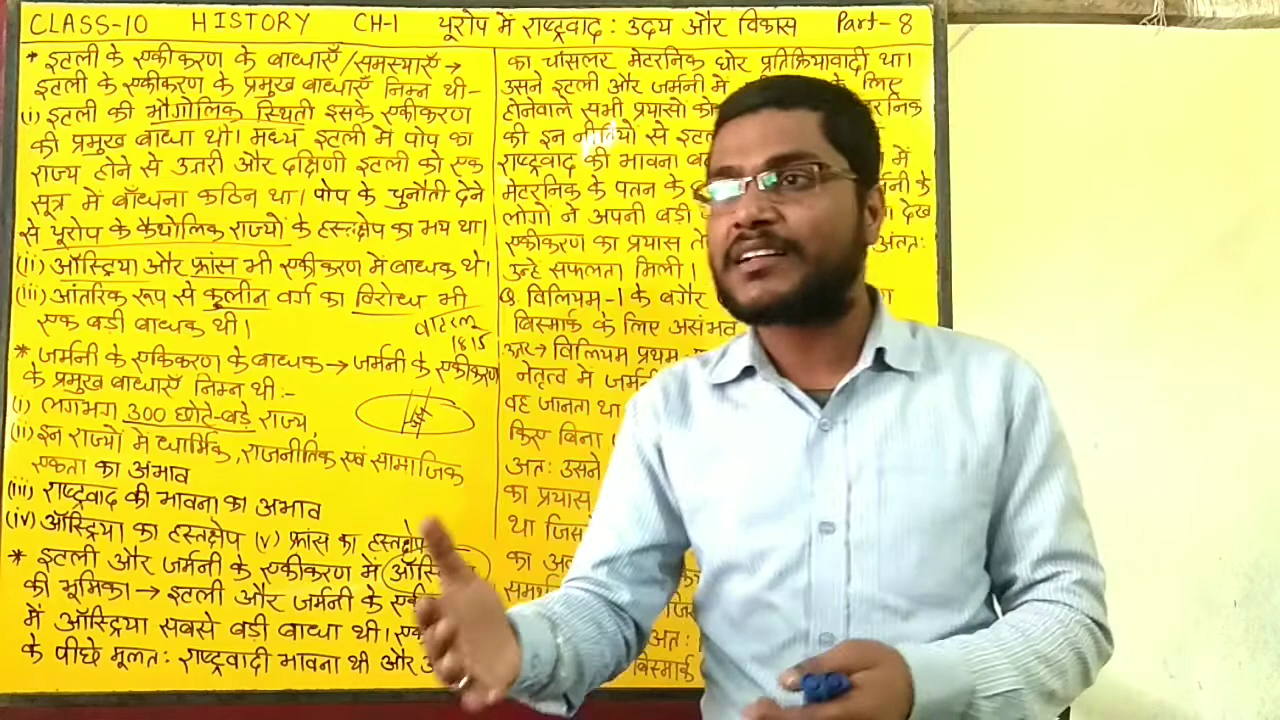 CLASS-10 HISTORY CH-1 यूरोप में राष्ट्रवाद : उदय और विकास Part-8
* इटली के एकीकरण के बाधाएँ/समस्याएँ →
इटली के एकीकरण के प्रमुख बाधाएँ निम्न थी-
(i) इटली की भौगोलिक स्थिती इसके एकीकरण
की प्रमुख बाधा थी। मध्य इटली में पोप का
राज्य होने से उत्तरी और दक्षिणी इटली को एक
सूत्र में बाँधना कठिन था। पोप के चुनौती देने
से यूरोप के कैथोलिक राज्यों के हस्तक्षेप का भय था।
(ii) ऑस्ट्रिया और फ्रांस भी एकीकरण में बाधक थे।
(iii) आंतरिक रूप से कुलीन वर्ग का विरोध भी
एक बड़ी बाधक थी।
वाटरलू
1815
* जर्मनी के एकिकरण के बाधक → जर्मनी के एकीकरण
के प्रमुख बाधाएँ निम्न थी:-
(i) लगभग 300 छोटे-बड़े राज्य,
(ii) इन राज्यों में धार्मिक, राजनीतिक एवं सामाजिक
एकता का अभाव
(iii) राष्ट्रवाद की भावना का अभाव
(iv) ऑस्ट्रिया का हस्तक्षेप (v) फ्रांस का हस्तक्षेप
* इटली और जर्मनी के एकीकरण में
की भूमिका → इटली और जर्मनी के
में ऑस्ट्रिया सबसे बड़ी बाधा थी।
के पीछे मूलतः राष्ट्रवादी भावना थी और
का चांसलर मेटरनिक घोर प्रतिक्रियावादी था।
उसने इटली और जर्मनी में के लिए
होनेवाले सभी प्रयासों को
की इन नीतियों से
राष्ट्रवाद की भावना में
मेटरनिक के पतन के
लोगों ने अपनी बड़ी देख
एकीकरण का प्रयास अंततः
उन्हें सफलता मिली।
Q. विलियम-1 के बगैर
बिस्मार्क के लिए असंभव
उत्तर → विलियम प्रथम
नेतृत्व में
वह जानता था
किए बिना
अतः उसने
का प्रयास
था
का
अतः
बिस्मार्क